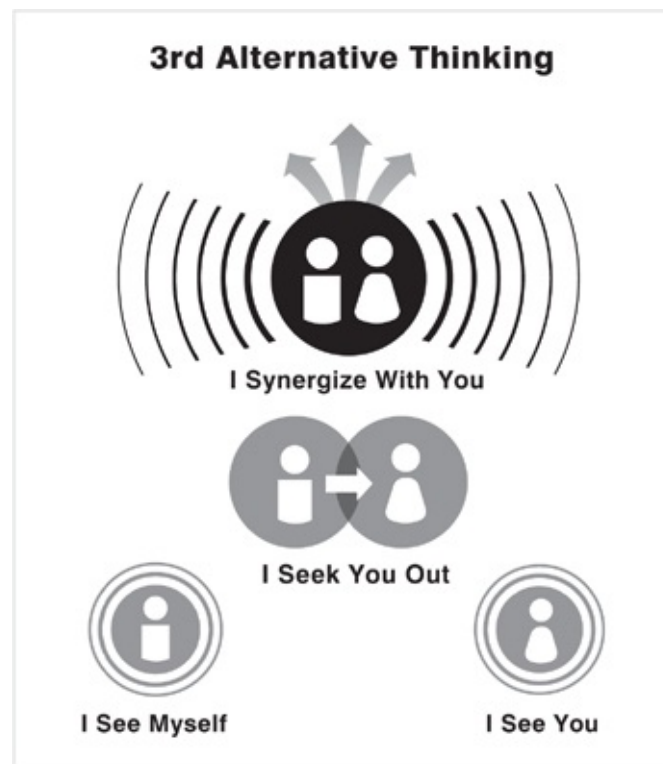 3rd Alternative Thinking
I Synergize With You
I Seek You Out
I See Myself
I See You